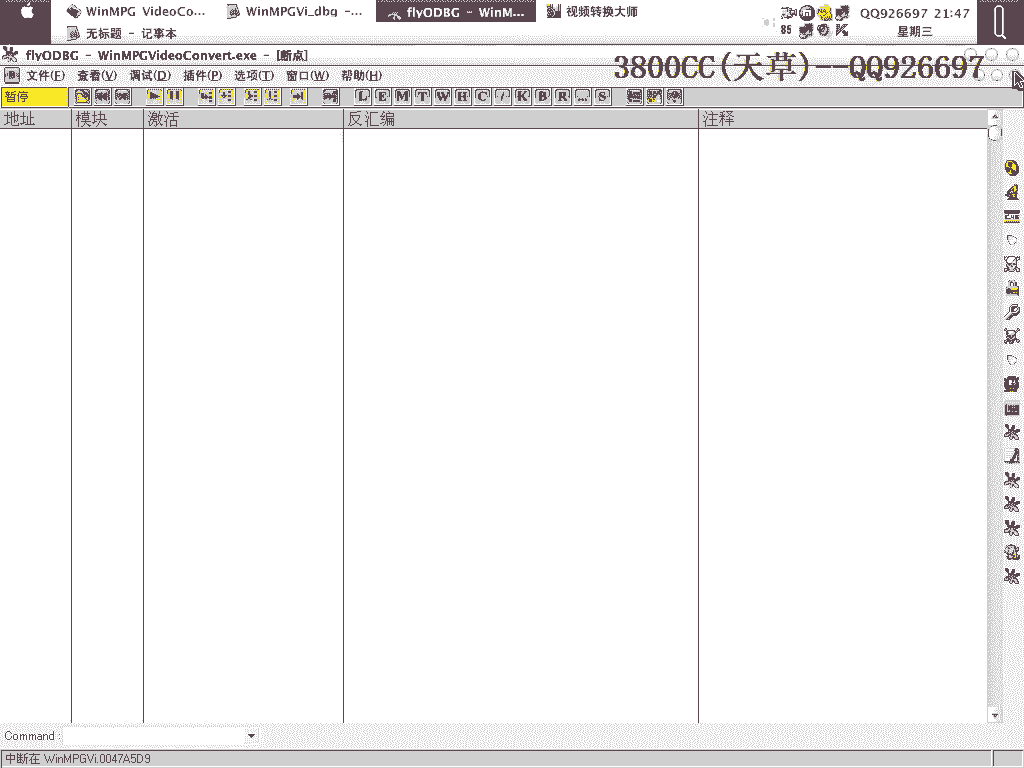 WinMPG VideoCo... WinMPGVi_dbg -... flyODBG - WinM... 视频转换大师 QQ926697 21:47
无标题 - 记事本 85 星期三
flyODBG - WinMPGVideoConvert.exe - [断点]
3800CC(天草)--QQ926697
文件(F) 查看(V) 调试(D) 插件(P) 选项(T) 窗口(W) 帮助(H)
暂停 L E M T W H C / K B R ... S
地址 模块 激活 反汇编 注释
Command:
中断在 WinMPGVi.0047A5D9